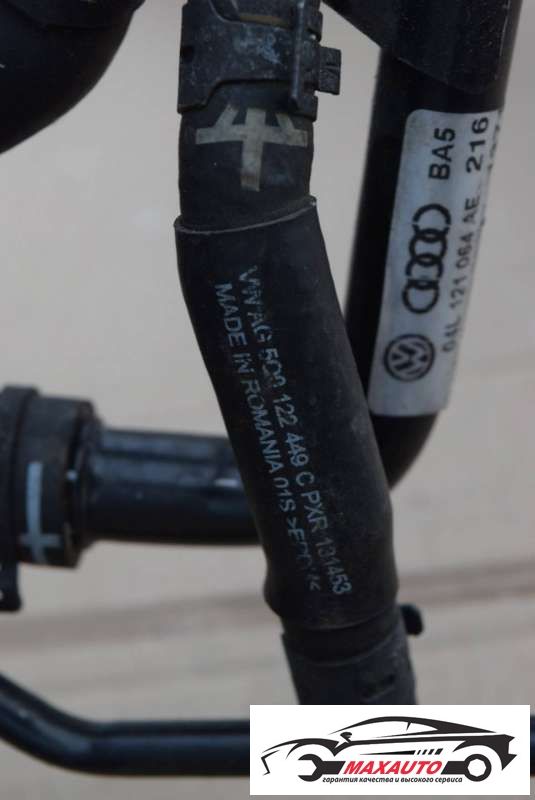 VW AG 5Q0 122 449 C PXR 131453
MADE IN ROMANIA 01S
BA5
216
04L 121 064 AE
MAXAUTO
гарантия качества и высокого сервиса